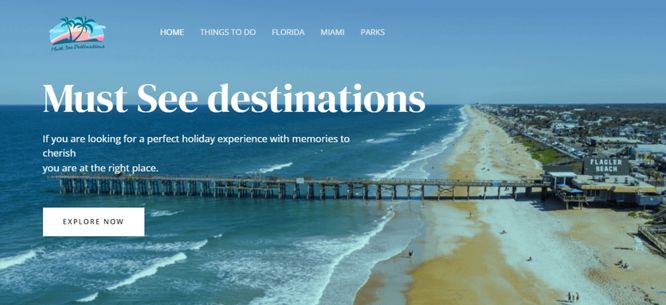 Must See Destinations
HOME
THINGS TO DO
FLORIDA
MIAMI
PARKS
Must See destinations
If you are looking for a perfect holiday experience with memories to
cherish
you are at the right place.
FLAGLER
BEACH
EXPLORE NOW